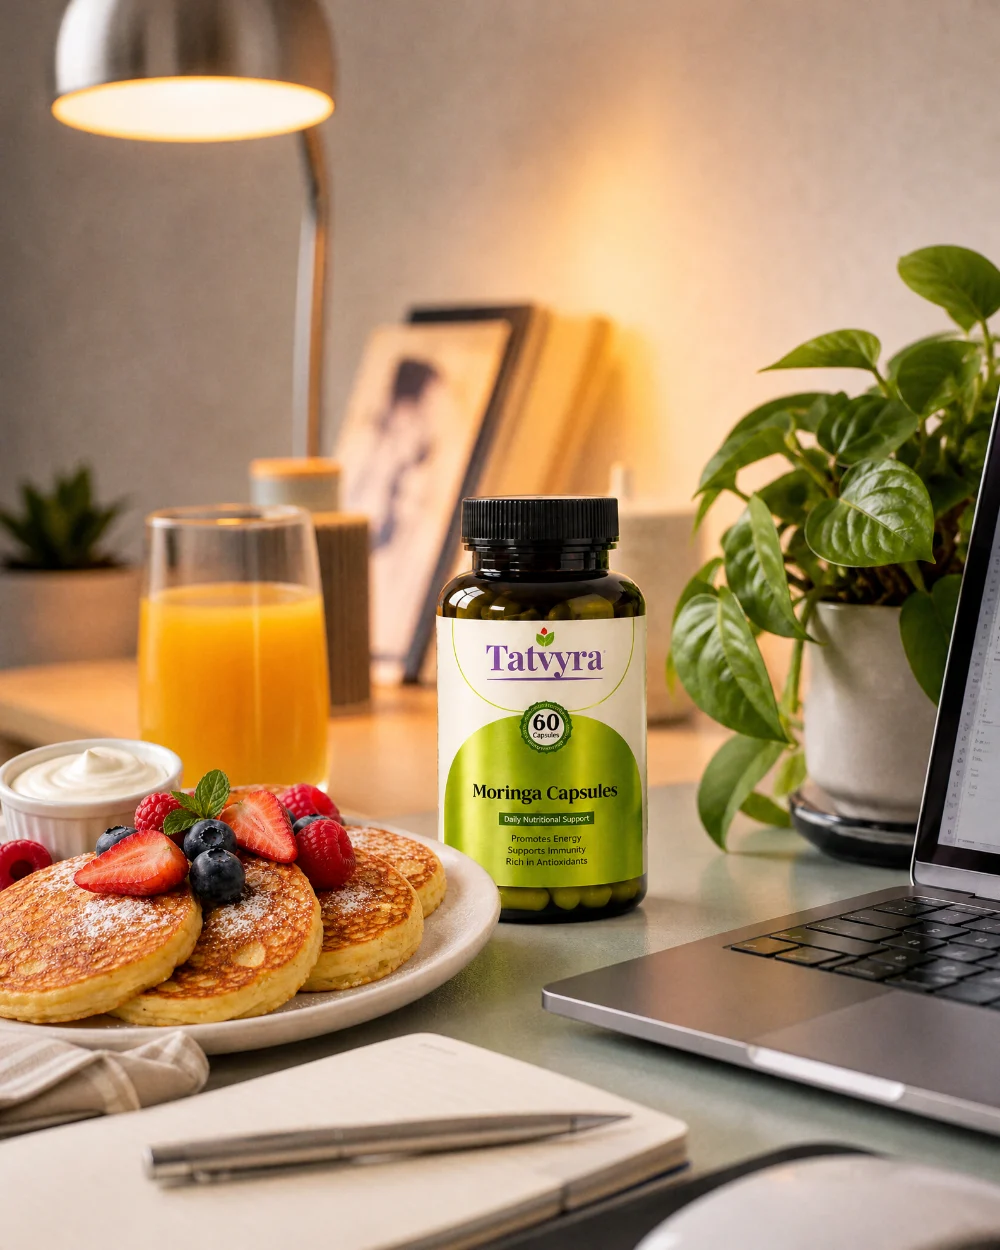 Tatvyra
60
Capsules
Moringa Capsules
Daily Nutritional Support
Promotes Energy
Supports Immunity
Rich in Antioxidants